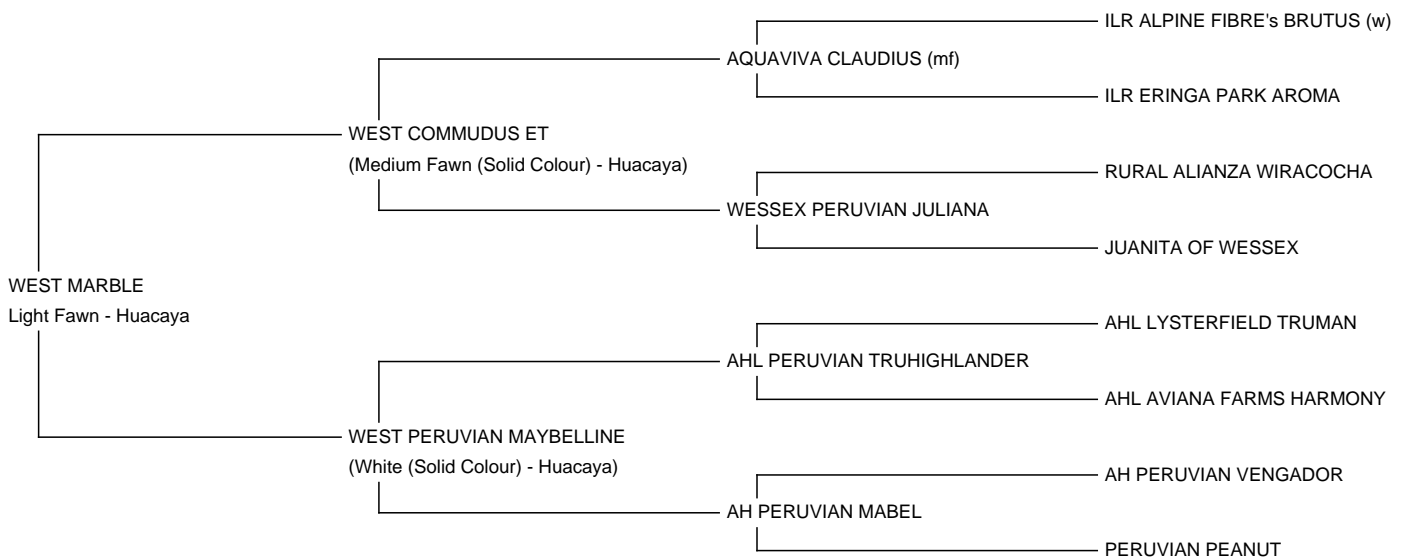 ILR ALPINE FIBRE's BRUTUS (w)
AQUAVIVA CLAUDIUS (mf)
ILR ERINGA PARK AROMA
WEST COMMUDUS ET
(Medium Fawn (Solid Colour) - Huacaya)
RURAL ALIANZA WIRACOCHA
WESSEX PERUVIAN JULIANA
JUANITA OF WESSEX
WEST MARBLE
Light Fawn - Huacaya
AHL LYSTERFIELD TRUMAN
AHL PERUVIAN TRUHIGHLANDER
AHL AVIANA FARMS HARMONY
WEST PERUVIAN MAYBELLINE
(White (Solid Colour) - Huacaya)
AH PERUVIAN VENGADOR
AH PERUVIAN MABEL
PERUVIAN PEANUT